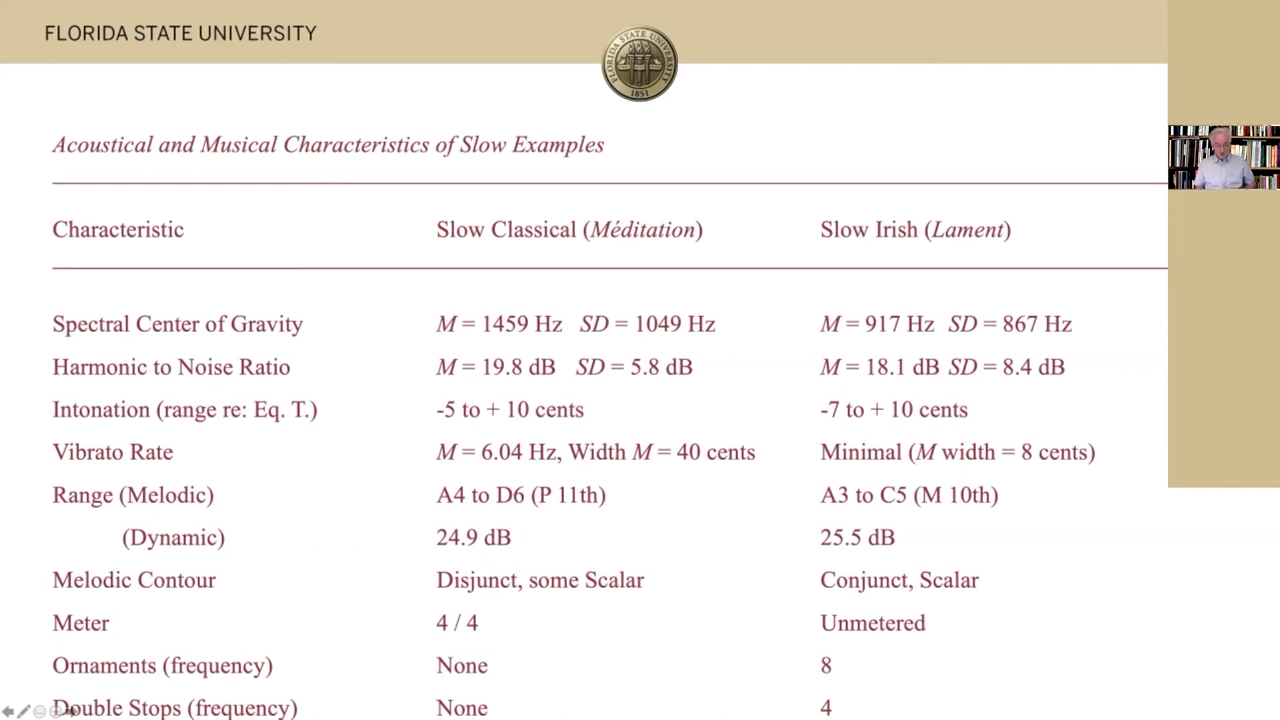 FLORIDA STATE UNIVERSITY
FLORIDA STATE UNIVERSITY
1851
Acoustical and Musical Characteristics of Slow Examples
Characteristic Slow Classical (Méditation) Slow Irish (Lament)
Spectral Center of Gravity M = 1459 Hz SD = 1049 Hz M = 917 Hz SD = 867 Hz
Harmonic to Noise Ratio M = 19.8 dB SD = 5.8 dB M = 18.1 dB SD = 8.4 dB
Intonation (range re: Eq. T.) -5 to + 10 cents -7 to + 10 cents
Vibrato Rate M = 6.04 Hz, Width M = 40 cents Minimal (M width = 8 cents)
Range (Melodic) A4 to D6 (P 11th) A3 to C5 (M 10th)
(Dynamic) 24.9 dB 25.5 dB
Melodic Contour Disjunct, some Scalar Conjunct, Scalar
Meter 4 / 4 Unmetered
Ornaments (frequency) None 8
Double Stops (frequency) None 4